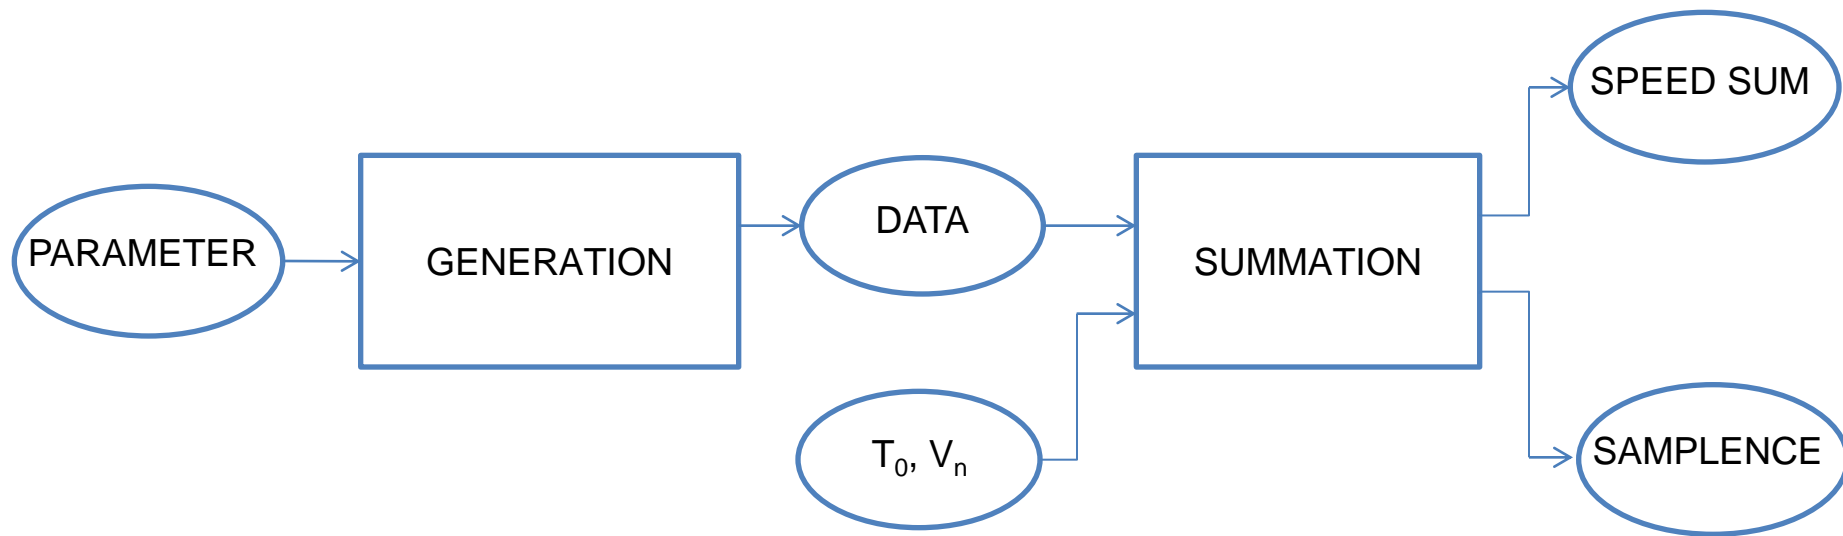 SPEED SUM
PARAMETER
GENERATION
DATA
SUMMATION
T₀, Vₙ
SAMPLENCE